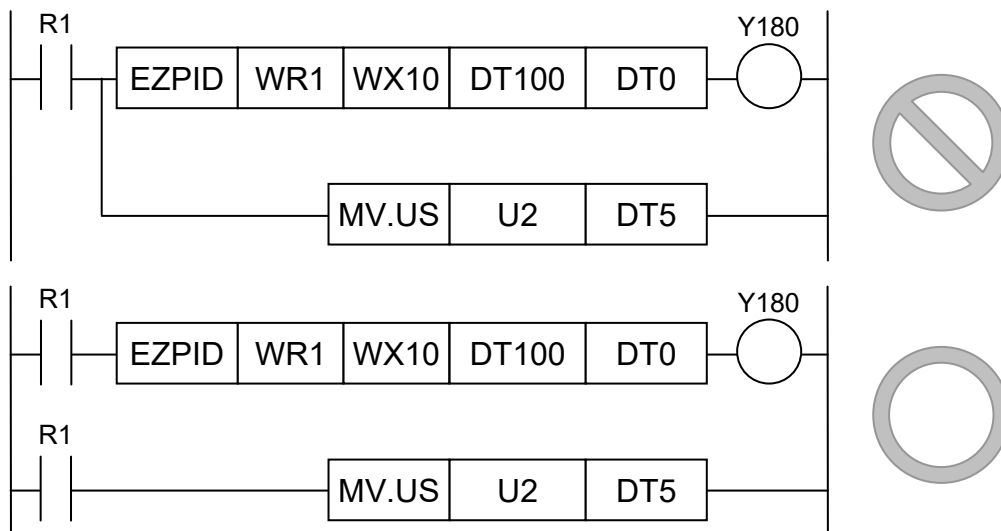 R1
Y180
EZPID WR1 WX10 DT100 DT0
MV.US U2 DT5
R1
Y180
EZPID WR1 WX10 DT100 DT0
R1
MV.US U2 DT5